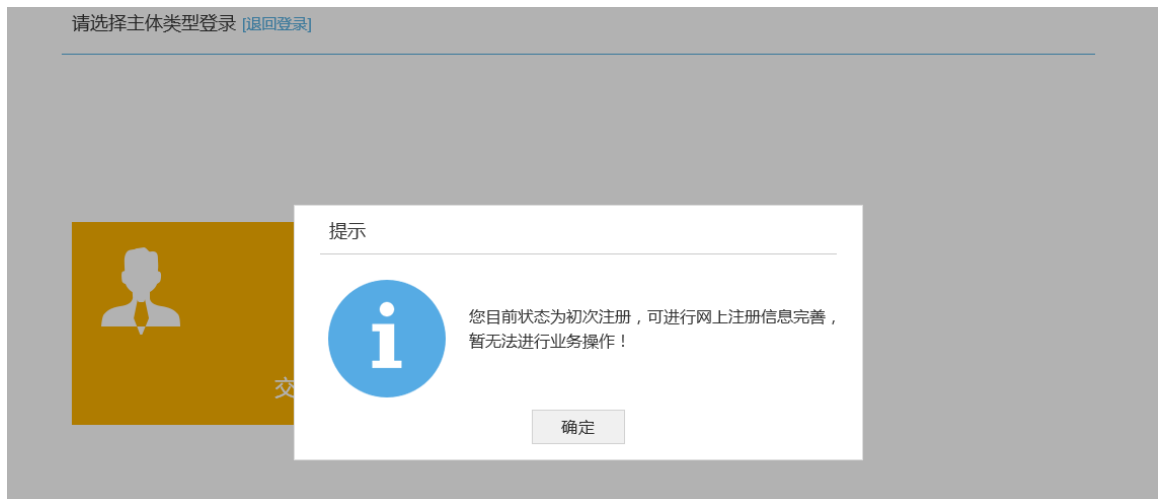 请选择主体类型登录 [退回登录]
提示
您目前状态为初次注册，可进行网上注册信息完善，
暂无法进行业务操作！
交
确定